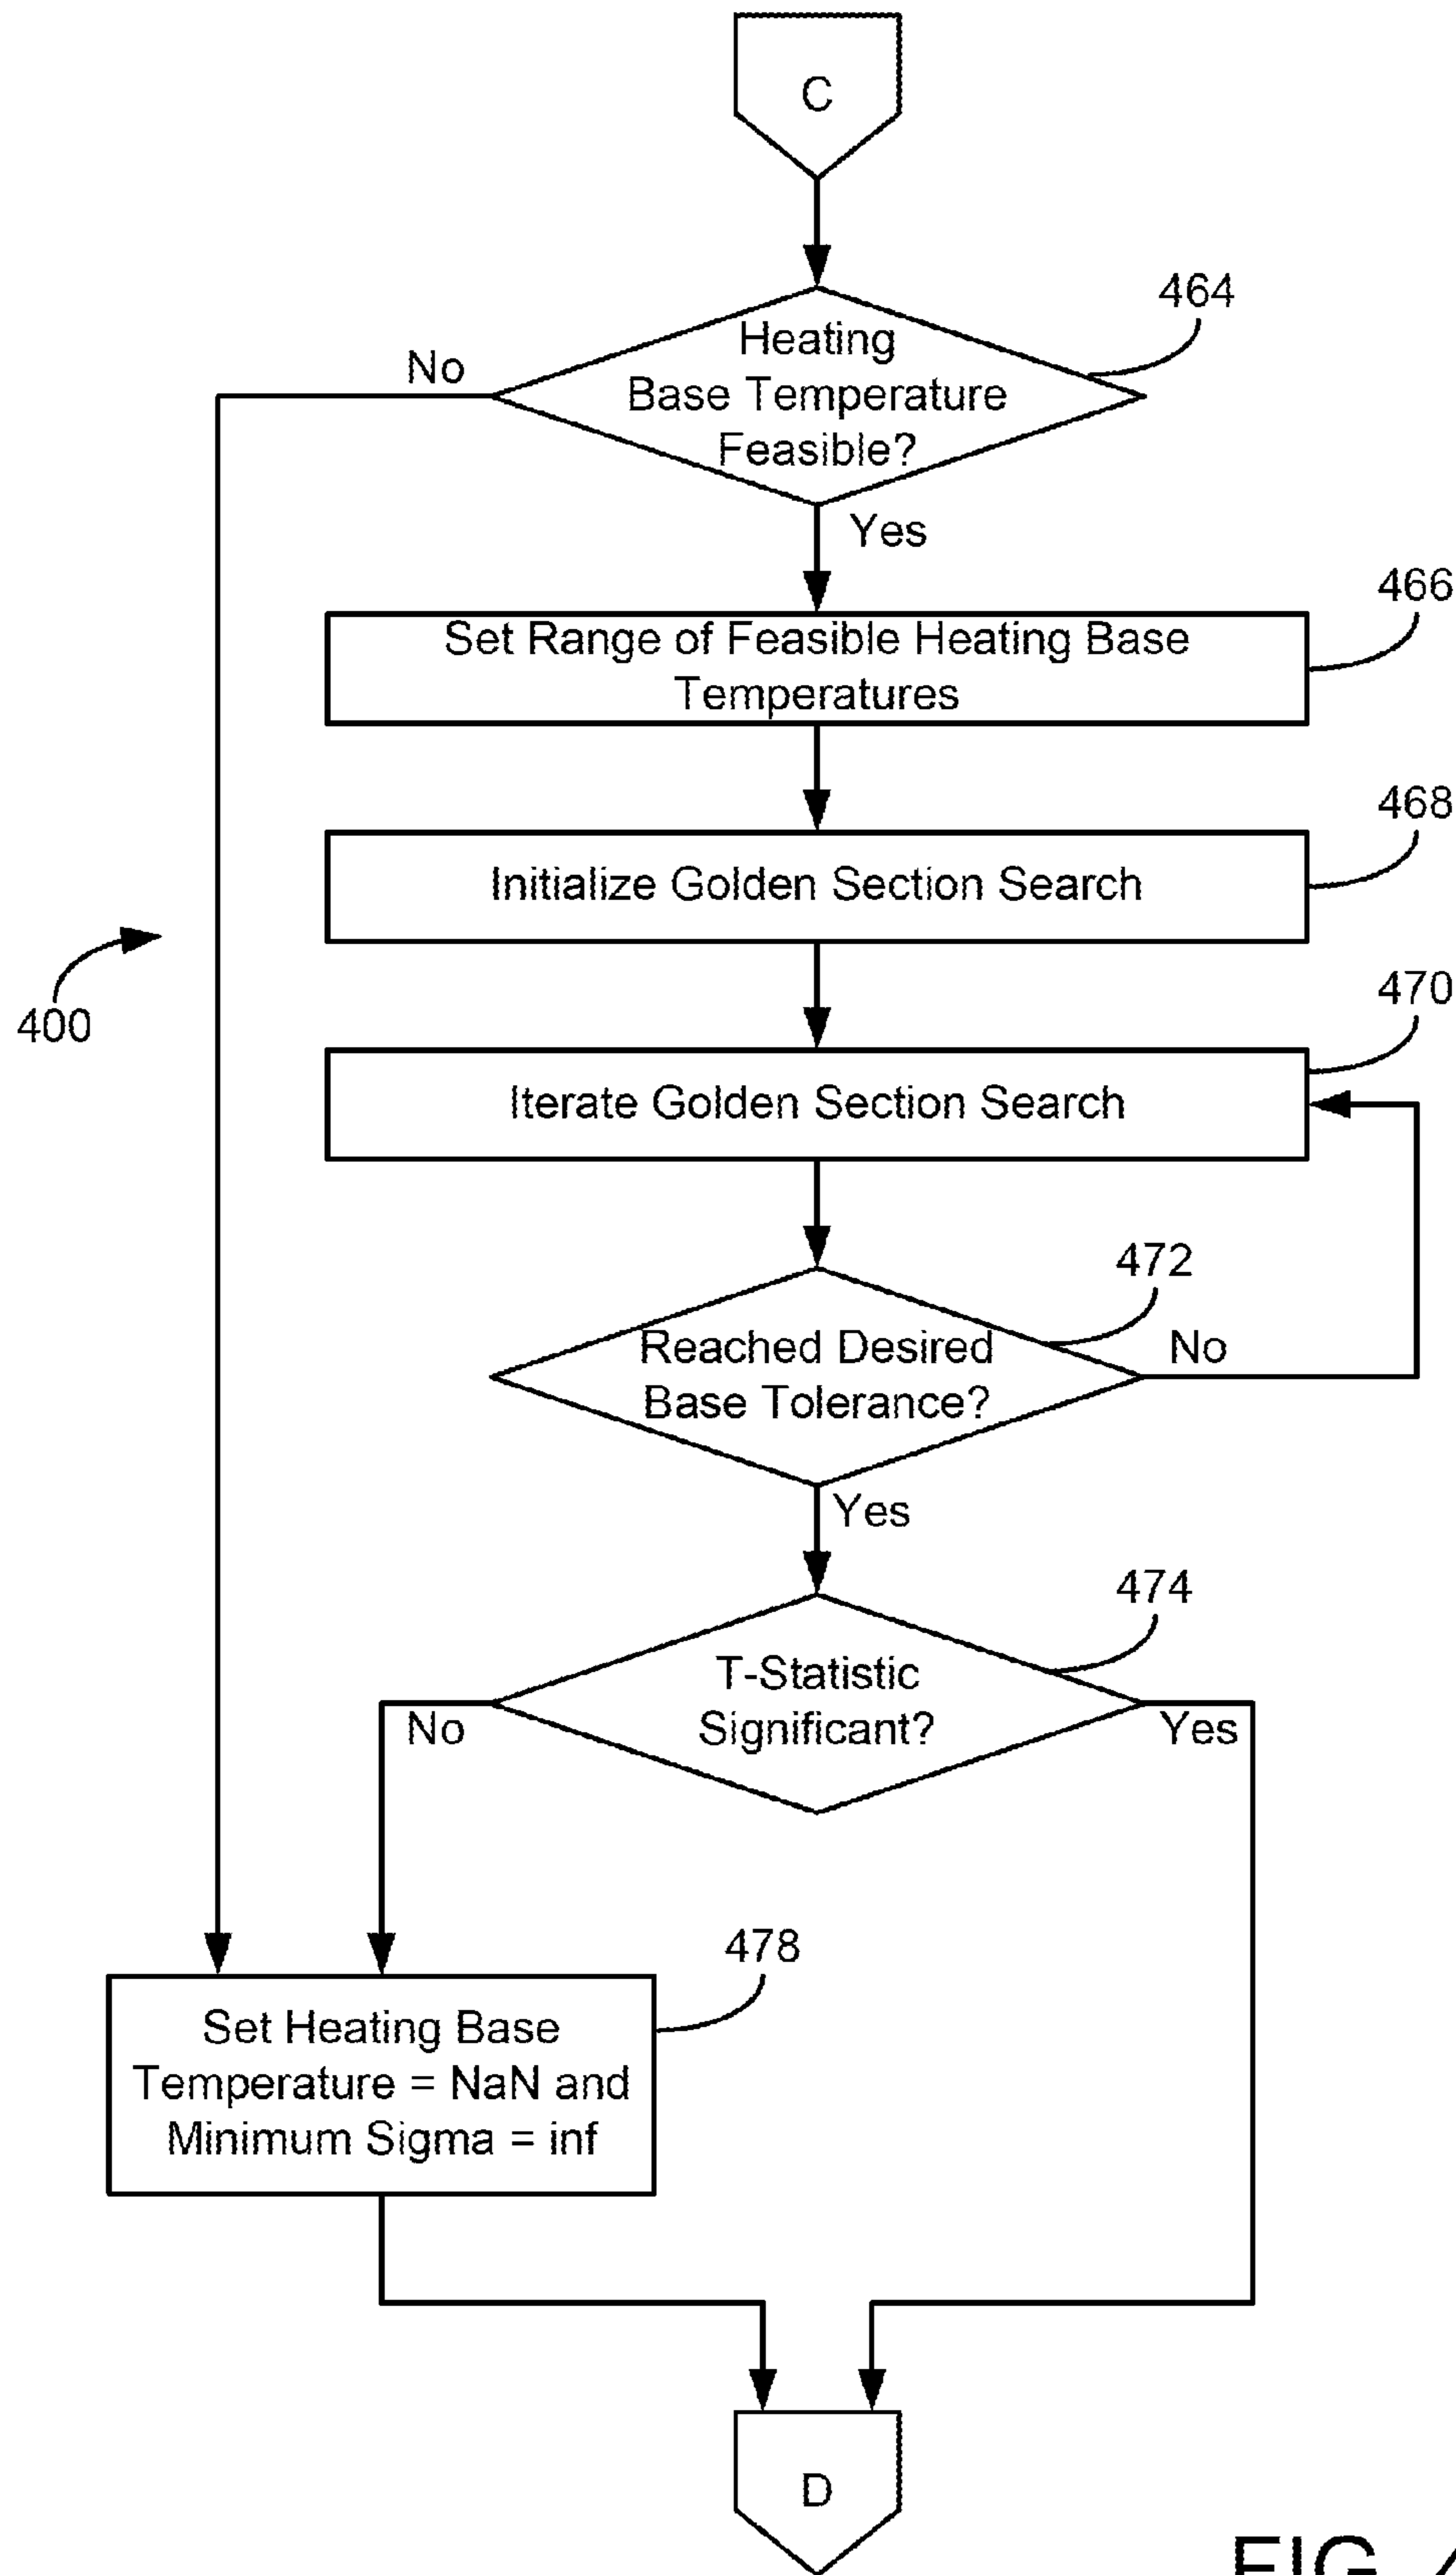 C
464
Heating
Base Temperature
Feasible?
No
Yes
466
Set Range of Feasible Heating Base
Temperatures
468
Initialize Golden Section Search
400
470
Iterate Golden Section Search
472
Reached Desired
Base Tolerance?
No
Yes
474
T-Statistic
Significant?
No
Yes
478
Set Heating Base
Temperature = NaN and
Minimum Sigma = inf
D
FIG.